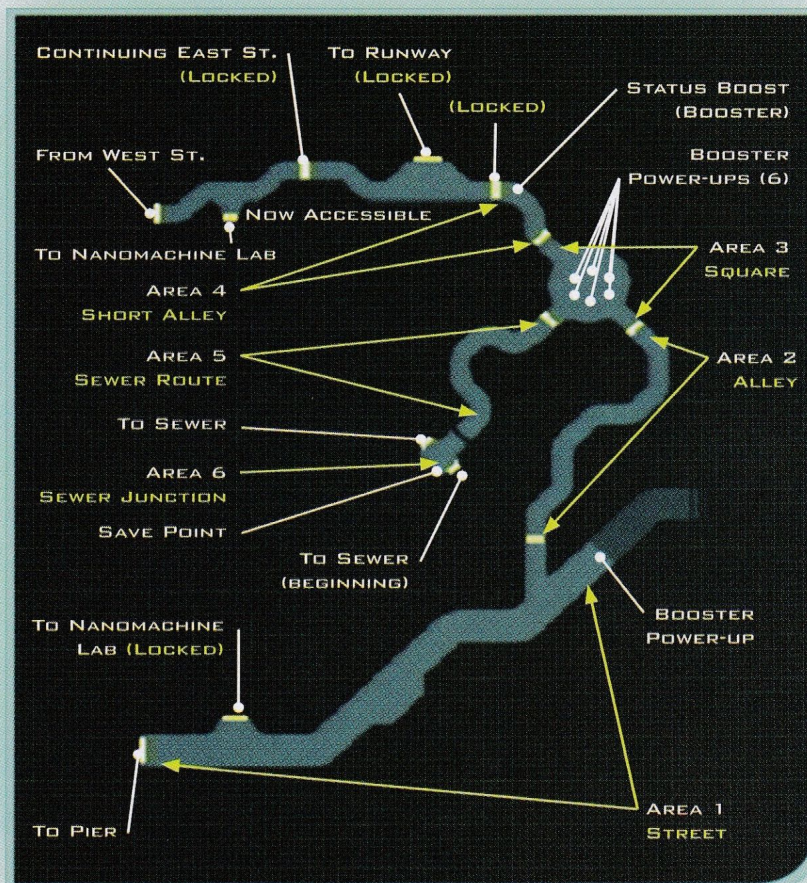 CONTINUING EAST ST.
(LOCKED)
TO RUNWAY
(LOCKED)
(LOCKED)
STATUS BOOST
(BOOSTER)
FROM WEST ST.
BOOSTER
POWER-UPS (6)
NOW ACCESSIBLE
TO NANOMACHINE LAB
AREA 3
SQUARE
AREA 4
SHORT ALLEY
AREA 5
SEWER ROUTE
AREA 2
ALLEY
TO SEWER
AREA 6
SEWER JUNCTION
SAVE POINT
TO SEWER
(BEGINNING)
TO NANOMACHINE
LAB (LOCKED)
BOOSTER
POWER-UP
TO PIER
AREA 1
STREET